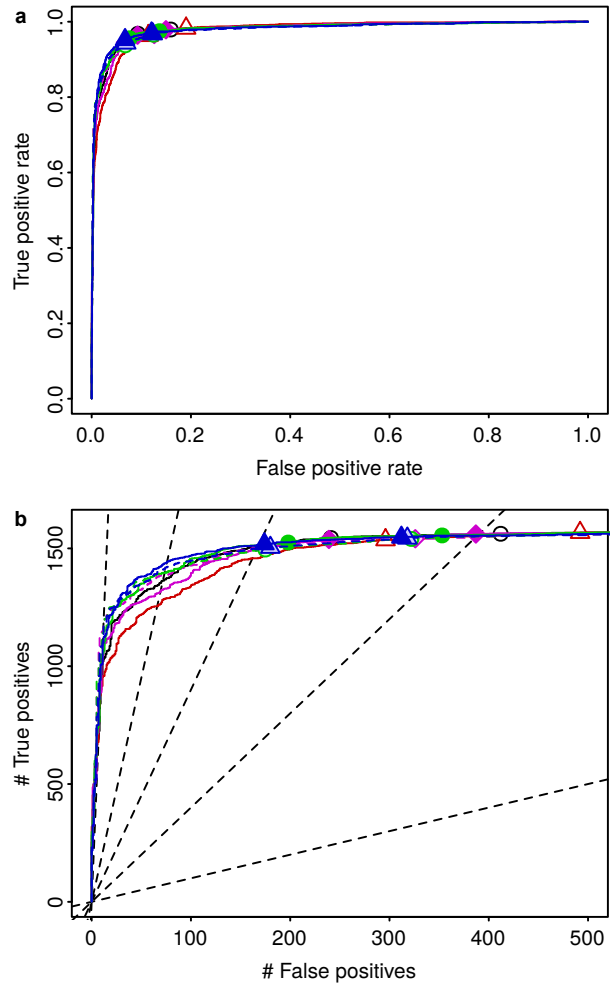 a
True positive rate
1.0
0.8
0.6
0.4
0.2
0.0
0.0 0.2 0.4 0.6 0.8 1.0
False positive rate
b
# True positives
1500
1000
500
0
0 100 200 300 400 500
# False positives